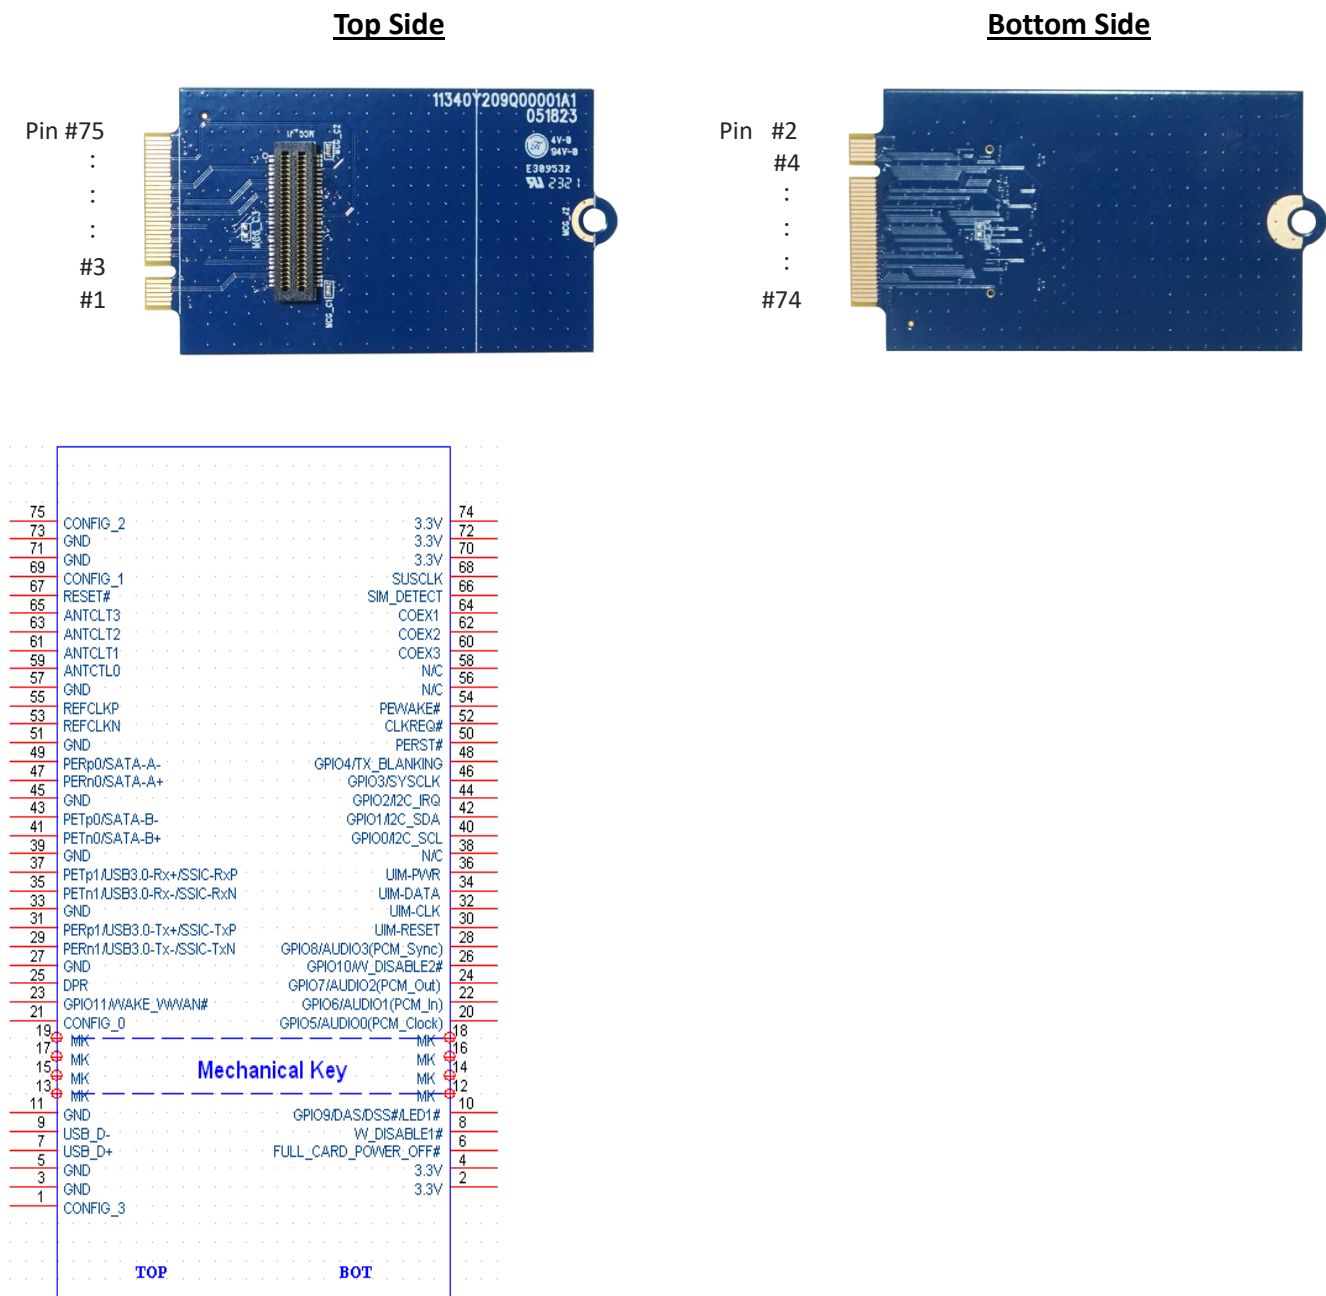 Top Side
Bottom Side
Pin #75
:
:
:
#3
#1
11340Y209Q00001A1
051823
4V-0
94V-0
E309532
2321
MCG_J1
MCG_C2
MCG_C3
MCG_C1
MCG_J2
Pin #2
#4
:
:
:
#74
75 CONFIG_2 3.3V 74
73 GND 3.3V 72
71 GND 3.3V 70
69 CONFIG_1 SUSCLK 68
67 RESET# SIM_DETECT 66
65 ANTCLT3 COEX1 64
63 ANTCLT2 COEX2 62
61 ANTCLT1 COEX3 60
59 ANTCTL0 N/C 58
57 GND N/C 56
55 REFCLKP PEWAKE# 54
53 REFCLKN CLKREQ# 52
51 GND PERST# 50
49 PERp0/SATA-A- GPIO4/TX_BLANKING 48
47 PERn0/SATA-A+ GPIO3/SYSCLK 46
45 GND GPIO2/I2C_IRQ 44
43 PETp0/SATA-B- GPIO1/I2C_SDA 42
41 PETn0/SATA-B+ GPIO0/I2C_SCL 40
39 GND N/C 38
37 PETp1/USB3.0-Rx+/SSIC-RxP UIM-PWR 36
35 PETn1/USB3.0-Rx-/SSIC-RxN UIM-DATA 34
33 GND UIM-CLK 32
31 PERp1/USB3.0-Tx+/SSIC-TxP UIM-RESET 30
29 PERn1/USB3.0-Tx-/SSIC-TxN GPIO8/AUDIO3(PCM_Sync) 28
27 GND GPIO10/W_DISABLE2# 26
25 DPR GPIO7/AUDIO2(PCM_Out) 24
23 GPIO11/WAKE_WWAN# GPIO6/AUDIO1(PCM_In) 22
21 CONFIG_0 GPIO5/AUDIO0(PCM_Clock) 20
19 MK MK 18
17 MK MK 16
Mechanical Key
15 MK MK 14
13 MK MK 12
11 GND GPIO9/DAS/DSS#/LED1# 10
9 USB_D- W_DISABLE1# 8
7 USB_D+ FULL_CARD_POWER_OFF# 6
5 GND 3.3V 4
3 GND 3.3V 2
1 CONFIG_3
TOP BOT